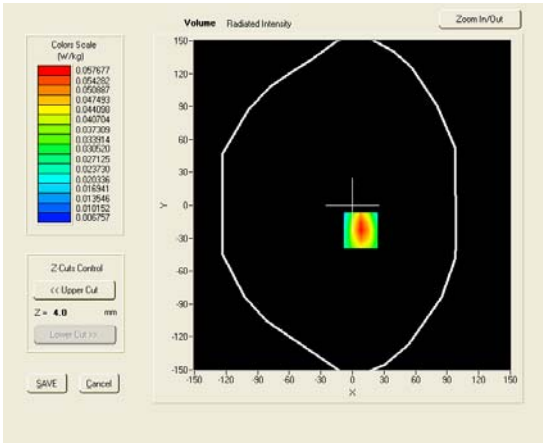 Volume Radiated Intensity
Zoom In/Out
Colors Scale
(W/kg)
0.057677
0.054282
0.050887
0.047493
0.044098
0.040704
0.037309
0.033914
0.030520
0.027125
0.023730
0.020336
0.016941
0.013546
0.010152
0.006757
150
120
90
60
30
0
-30
-60
-90
-120
-150
Y
-150 -120 -90 -60 -30 0 30 60 90 120 150
X
Z-Cuts Control
<< Upper Cut
Z = 4.0 mm
Lower Cut >>
SAVE Cancel